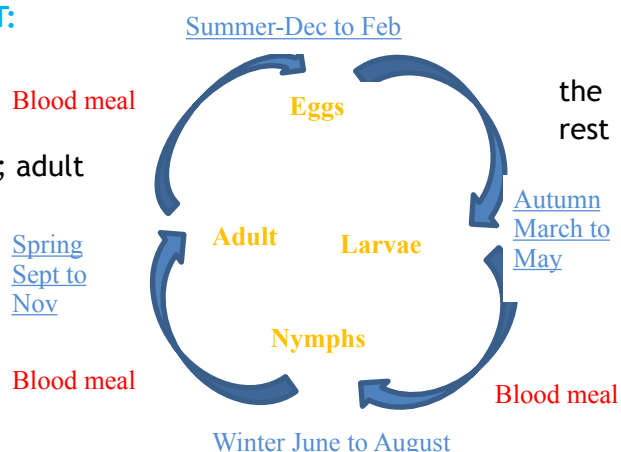 T:
Summer-Dec to Feb
Blood meal
Eggs
the
rest
; adult
Autumn
March to
May
Adult
Larvae
Spring
Sept to
Nov
Nymphs
Blood meal
Blood meal
Winter June to August